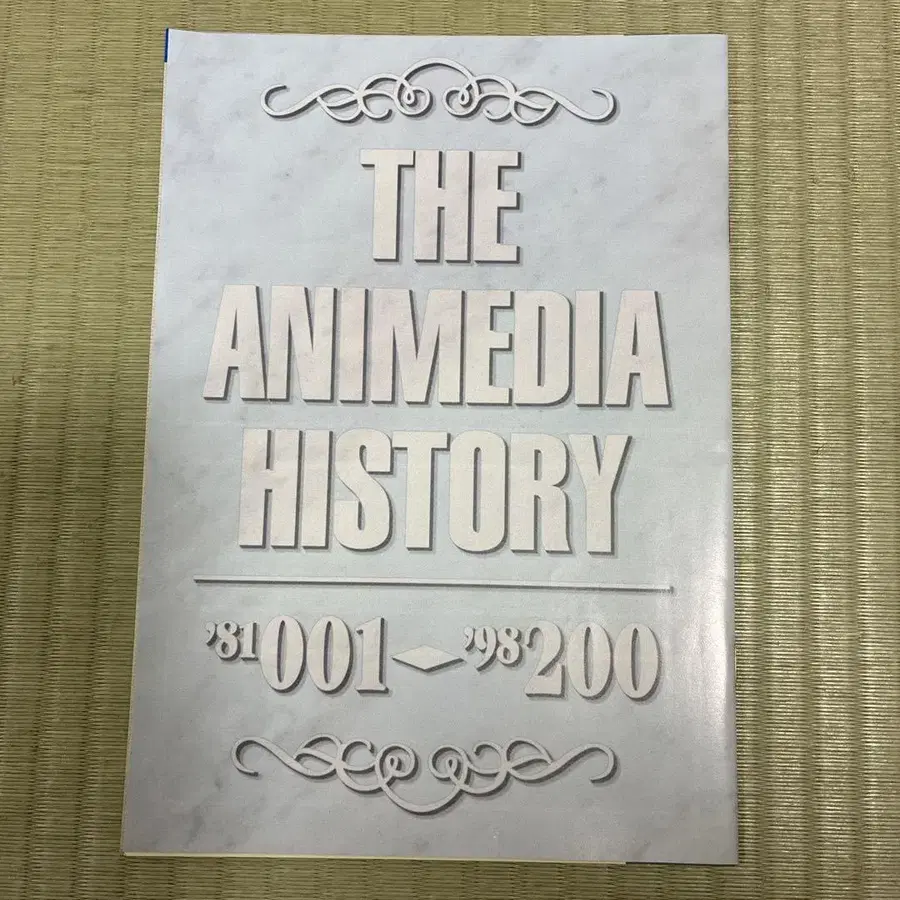 THE
ANIMEDIA
HISTORY
'81001~'98200